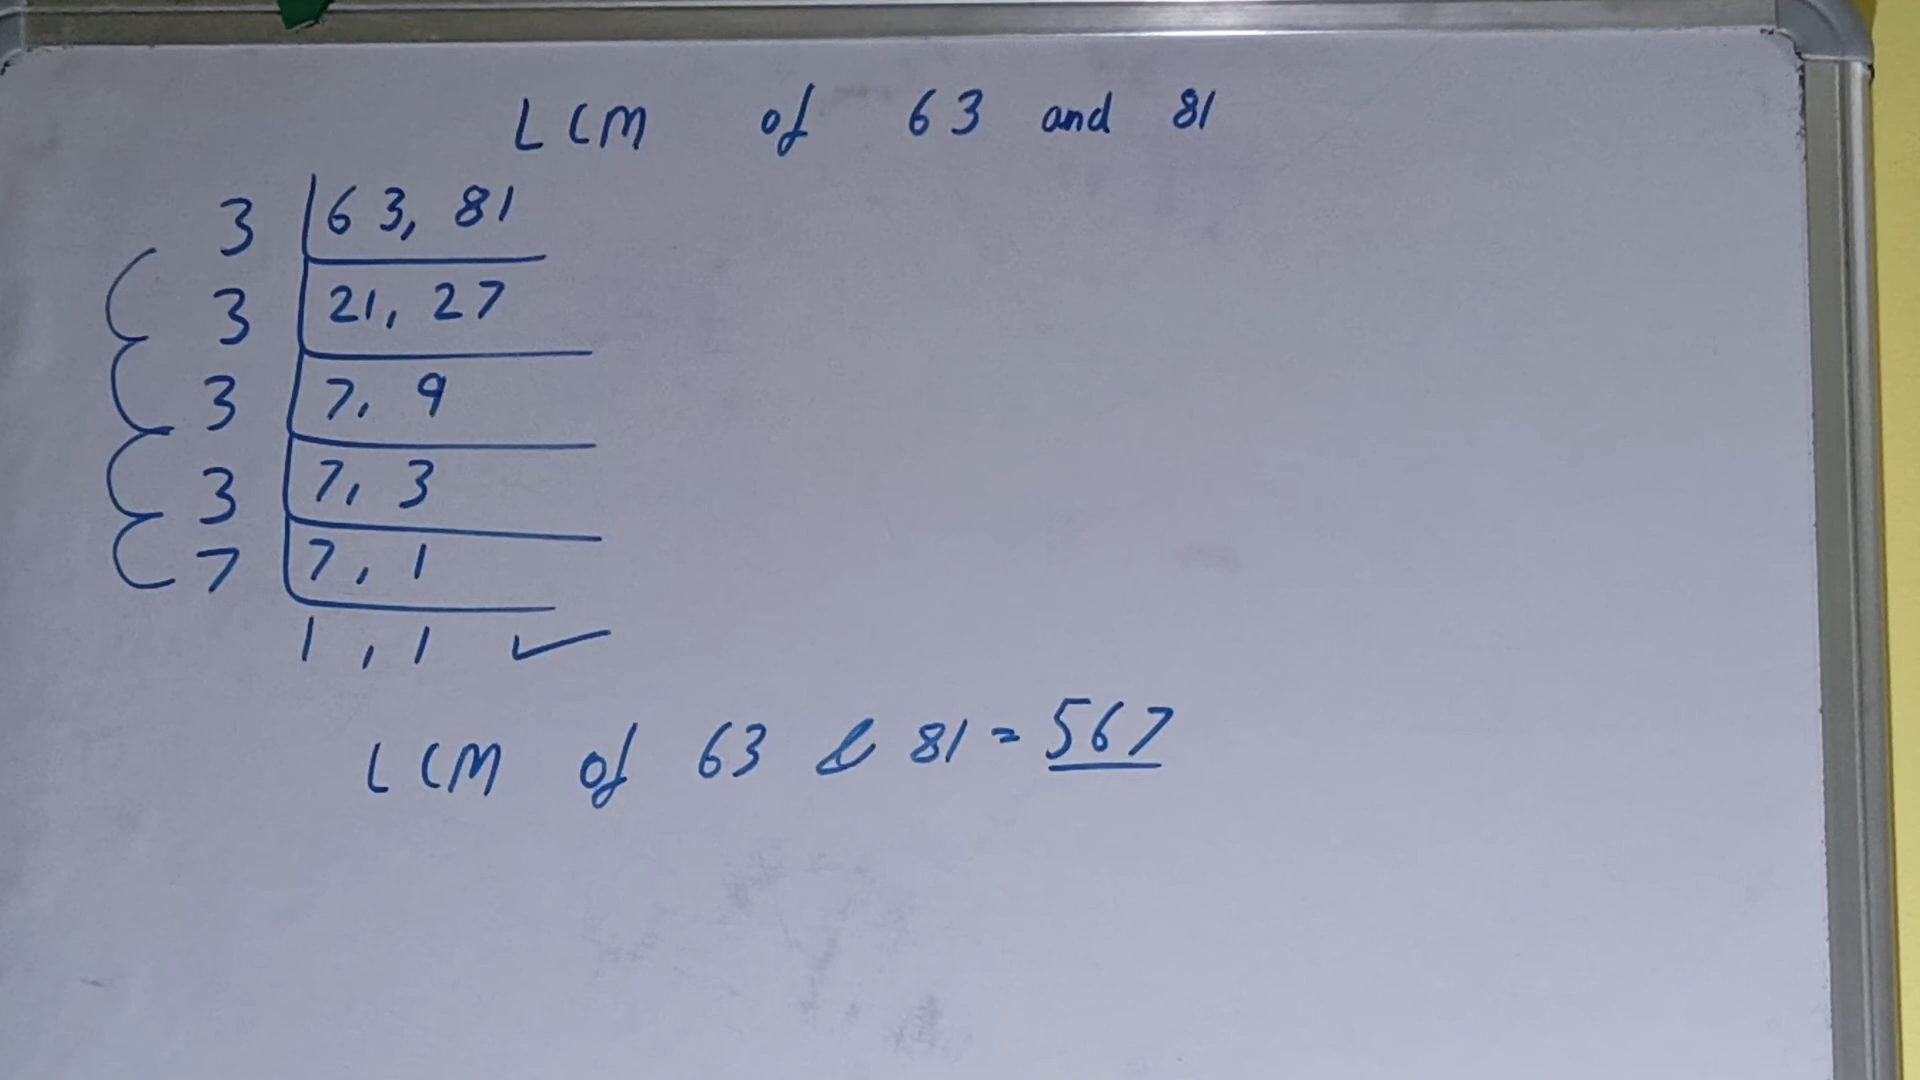 LCM of 63 and 81
3 63, 81
3 21, 27
3 7, 9
3 7, 3
7 7, 1
1, 1 ✓
LCM of 63 & 81 = 567